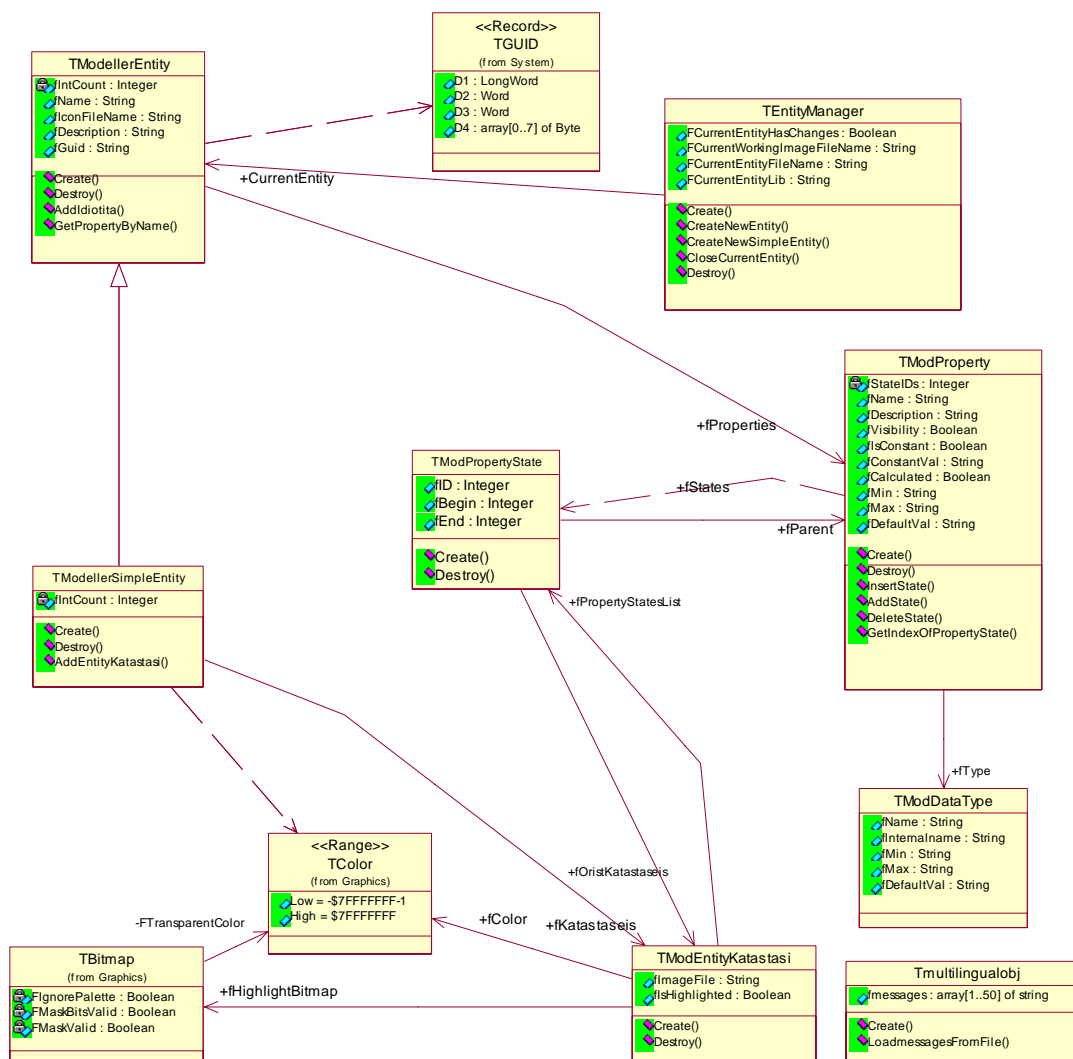 <<Record>>
TGUID
(from System)
D1 : LongWord
D2 : Word
D3 : Word
D4 : array[0..7] of Byte
TModellerEntity
fIntCount : Integer
fName : String
fIconFileName : String
fDescription : String
fGuid : String
Create()
Destroy()
AddIdiotita()
GetPropertyByName()
TEntityManager
FCurrentEntityHasChanges : Boolean
FCurrentWorkingImageFileName : String
FCurrentEntityFileName : String
FCurrentEntityLib : String
Create()
CreateNewEntity()
CreateNewSimpleEntity()
CloseCurrentEntity()
Destroy()
+CurrentEntity
TModProperty
fStateIDs : Integer
fName : String
fDescription : String
fVisibility : Boolean
fIsConstant : Boolean
fConstantVal : String
fCalculated : Boolean
fMin : String
fMax : String
fDefaultVal : String
Create()
Destroy()
InsertState()
AddState()
DeleteState()
GetIndexOfPropertyState()
+fProperties
TModPropertyState
fID : Integer
fBegin : Integer
fEnd : Integer
Create()
Destroy()
+fStates
+fParent
TModellerSimpleEntity
fIntCount : Integer
Create()
Destroy()
AddEntityKatastasi()
+fPropertyStatesList
+fType
TModDataType
fName : String
fInternalname : String
fMin : String
fMax : String
fDefaultVal : String
<<Range>>
TColor
(from Graphics)
Low = -$7FFFFFFF-1
High = $7FFFFFFF
+fOristKatastaseis
-FTransparentColor
+fColor
+fKatastaseis
TBitmap
(from Graphics)
FIgnorePalette : Boolean
FMaskBitsValid : Boolean
FMaskValid : Boolean
+fHighlightBitmap
TModEntityKatastasi
fImageFile : String
fIsHighlighted : Boolean
Create()
Destroy()
Tmultilingualobj
fmessages : array[1..50] of string
Create()
LoadmessagesFromFile()